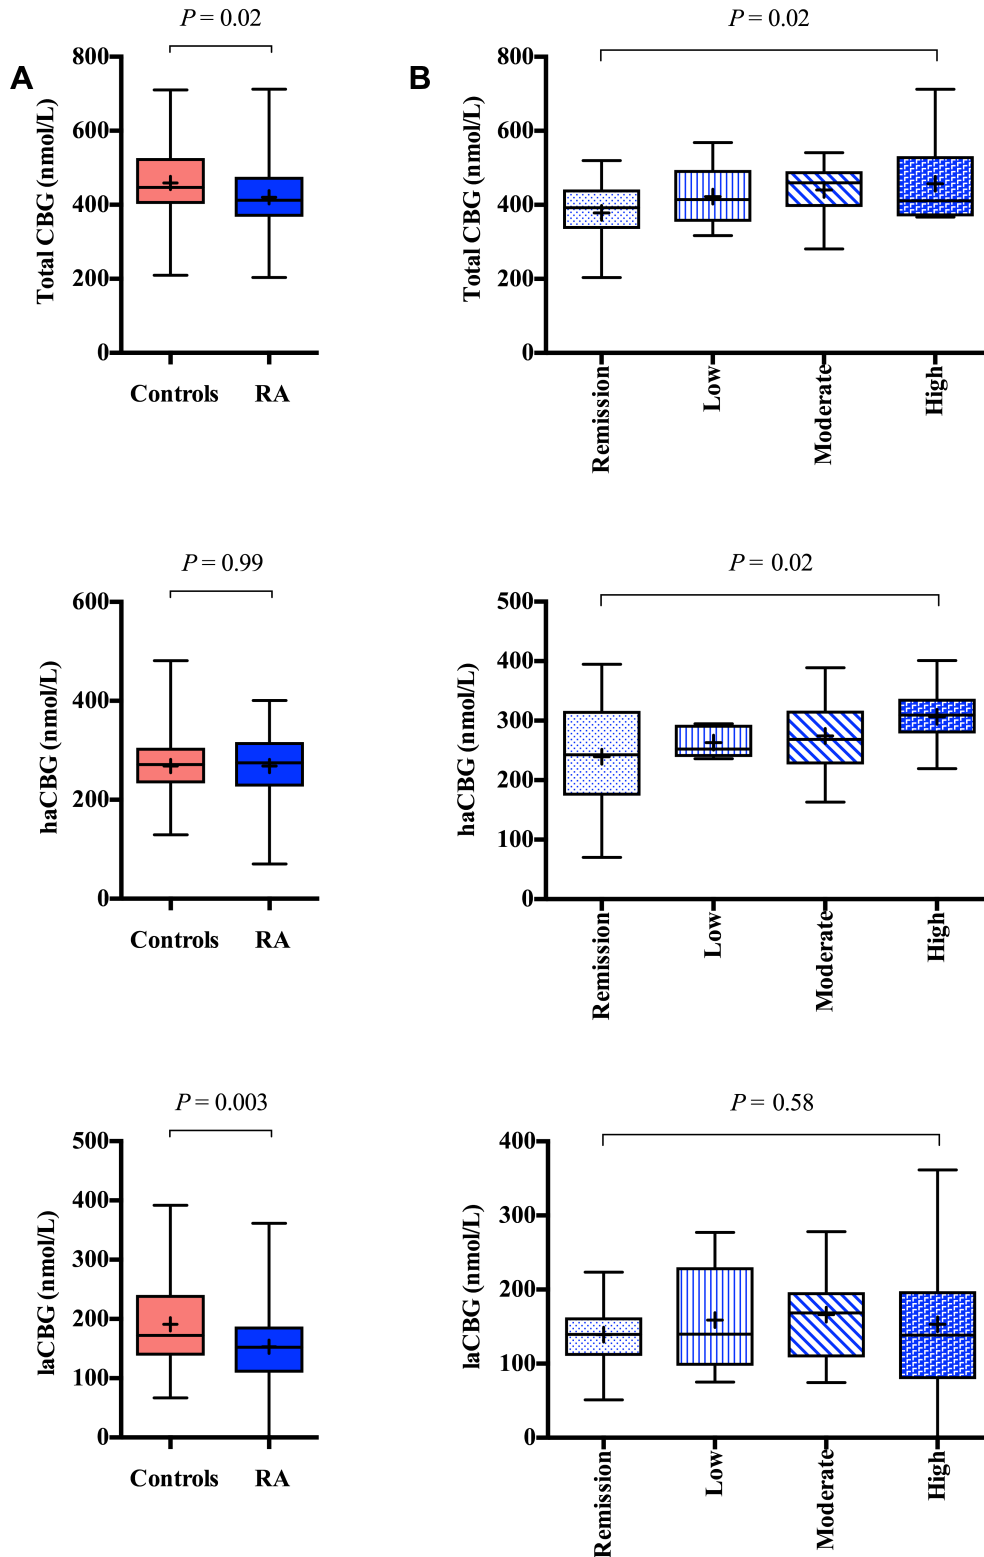 A
P = 0.02
Total CBG (nmol/L)
800
600
400
200
0
Controls RA
B
P = 0.02
Total CBG (nmol/L)
800
600
400
200
0
Remission
Low
Moderate
High
P = 0.99
haCBG (nmol/L)
600
400
200
0
Controls RA
P = 0.02
haCBG (nmol/L)
500
400
300
200
100
0
Remission
Low
Moderate
High
P = 0.003
laCBG (nmol/L)
500
400
300
200
100
0
Controls RA
P = 0.58
laCBG (nmol/L)
400
300
200
100
0
Remission
Low
Moderate
High